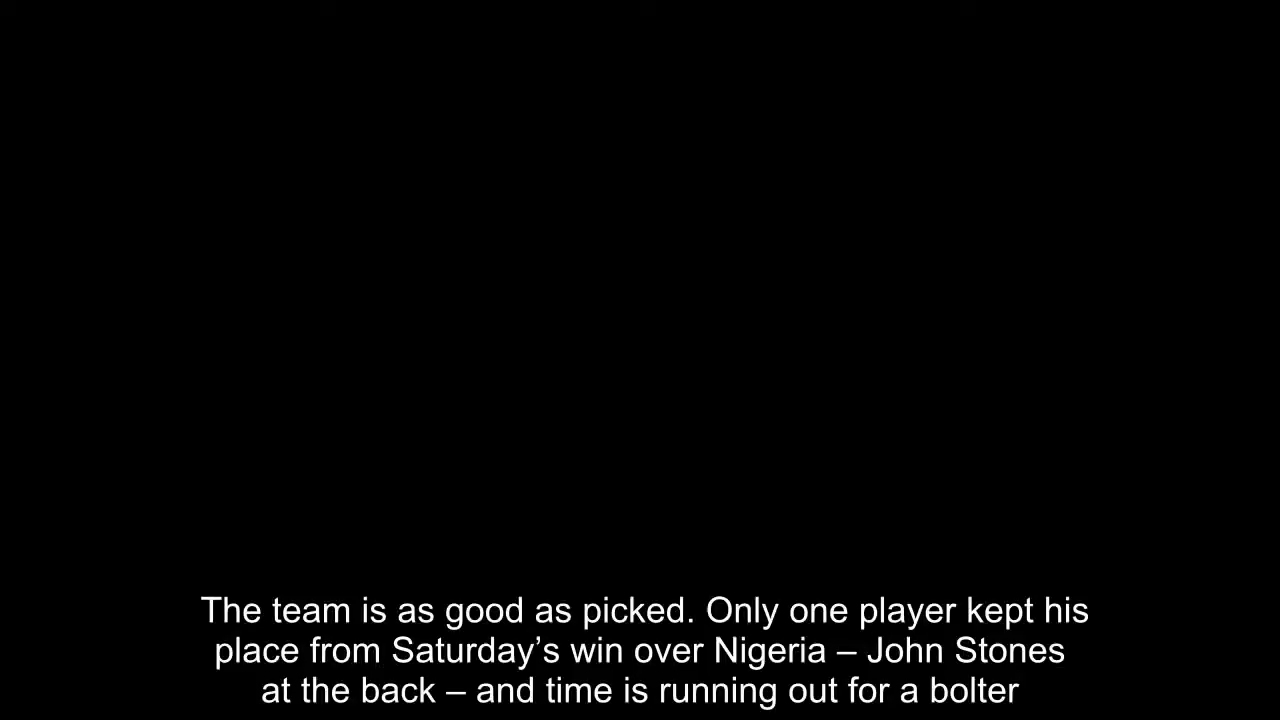 The team is as good as picked. Only one player kept his
place from Saturday’s win over Nigeria – John Stones
at the back – and time is running out for a bolter